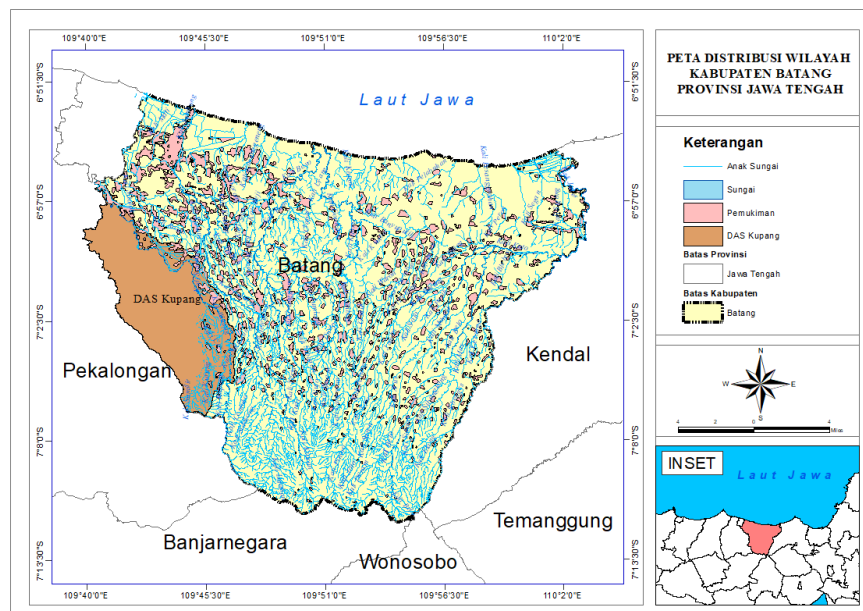 109°40'0"E 109°45'30"E 109°51'0"E 109°56'30"E 110°2'0"E
6°51'30"S
6°57'0"S
7°2'30"S
7°8'0"S
7°13'30"S
Laut Jawa
Batang
DAS Kupang
Pekalongan
Kendal
Temanggung
Banjarnegara
Wonosobo
6°51'30"S
6°57'0"S
7°2'30"S
7°8'0"S
7°13'30"S
109°40'0"E 109°45'30"E 109°51'0"E 109°56'30"E 110°2'0"E
PETA DISTRIBUSI WILAYAH
KABUPATEN BATANG
PROVINSI JAWA TENGAH
Keterangan
Anak Sungai
Sungai
Pemukiman
DAS Kupang
Batas Provinsi
Jawa Tengah
Batas Kabupaten
Batang
N
W E
S
4 0 4
Miles
INSET
Laut Jawa